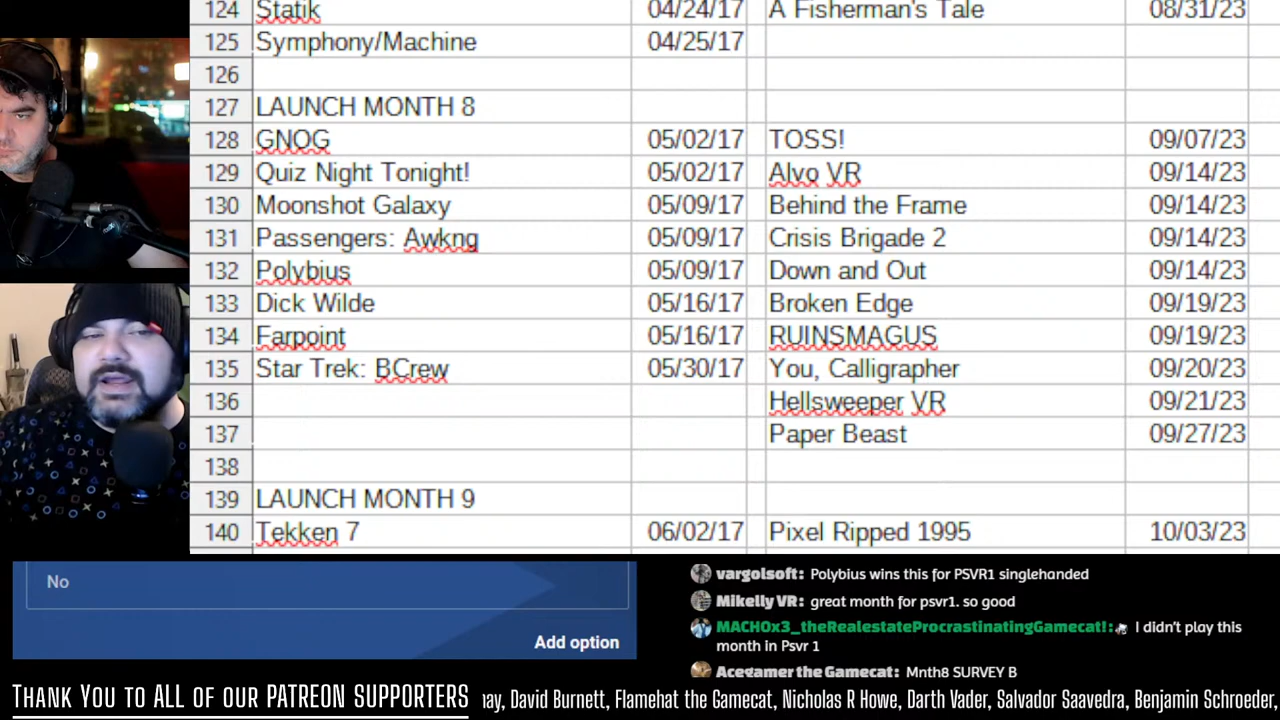 124 Statik 04/24/17 A Fisherman's Tale 08/31/23
125 Symphony/Machine 04/25/17
126
127 LAUNCH MONTH 8
128 GNOG 05/02/17 TOSS! 09/07/23
129 Quiz Night Tonight! 05/02/17 Alvo VR 09/14/23
130 Moonshot Galaxy 05/09/17 Behind the Frame 09/14/23
131 Passengers: Awkng 05/09/17 Crisis Brigade 2 09/14/23
132 Polybius 05/09/17 Down and Out 09/14/23
133 Dick Wilde 05/16/17 Broken Edge 09/19/23
134 Farpoint 05/16/17 RUINSMAGUS 09/19/23
135 Star Trek: BCrew 05/30/17 You, Calligrapher 09/20/23
136 Hellsweeper VR 09/21/23
137 Paper Beast 09/27/23
138
139 LAUNCH MONTH 9
140 Tekken 7 06/02/17 Pixel Ripped 1995 10/03/23
No
Add option
vargolsoft: Polybius wins this for PSVR1 singlehanded
Mikelly VR: great month for psvr1. so good
MACHOx3_theRealestateProcrastinatingGamecat!: I didn't play this
month in Psvr 1
Acegamer the Gamecat: Mnth8 SURVEY B
THANK YOU TO ALL OF OUR PATREON SUPPORTERS
nay, David Burnett, Flamehat the Gamecat, Nicholas R Howe, Darth Vader, Salvador Saavedra, Benjamin Schroeder,